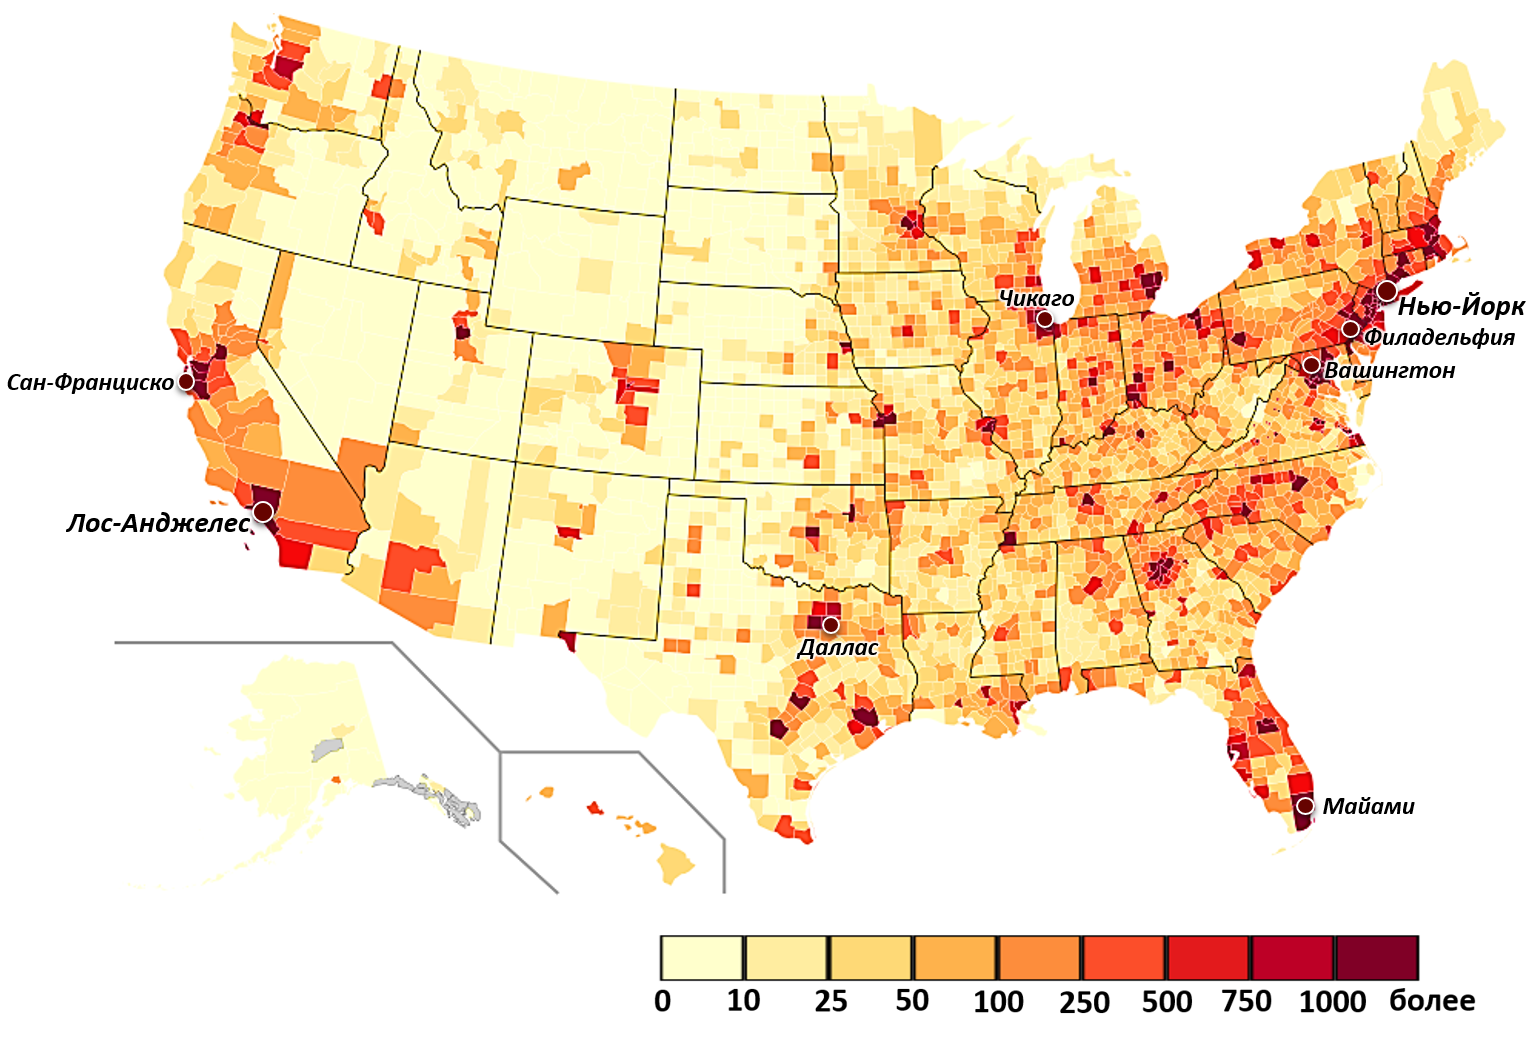 Чикаго
Нью-Йорк
Филадельфия
Вашингтон
Сан-Франциско
Лос-Анджелес
Даллас
Майами
0 10 25 50 100 250 500 750 1000 более